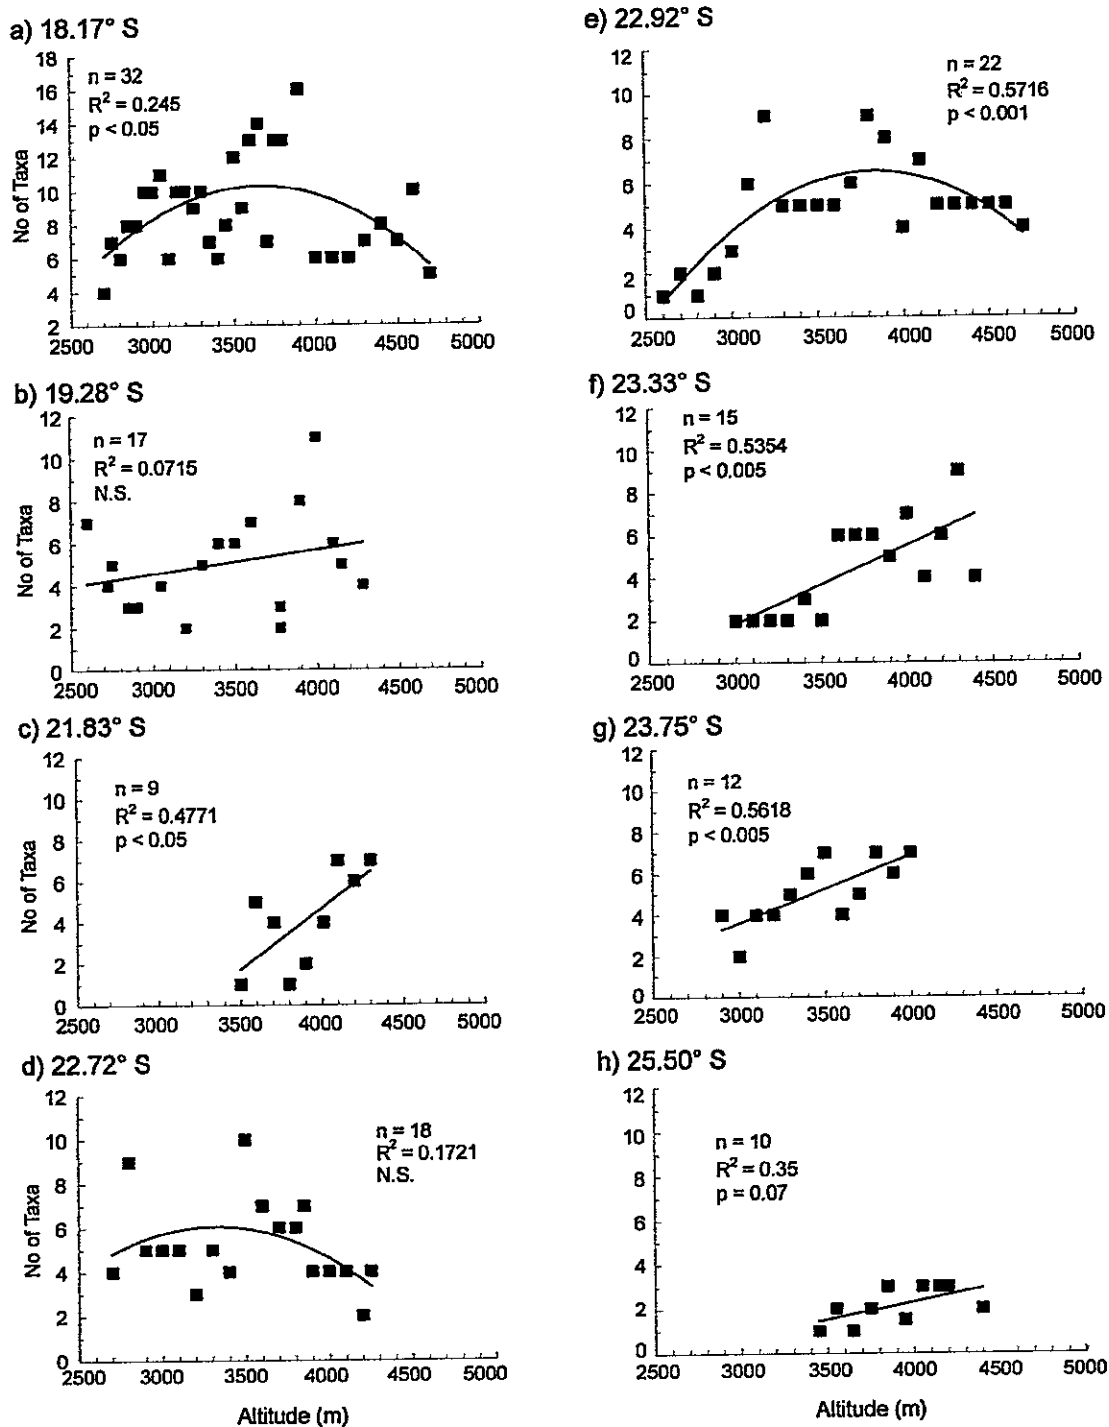 a) 18.17° S
n = 32
R² = 0.245
p < 0.05
No of Taxa
18
16
14
12
10
8
6
4
2
2500 3000 3500 4000 4500 5000
b) 19.28° S
n = 17
R² = 0.0715
N.S.
No of Taxa
12
10
8
6
4
2
0
2500 3000 3500 4000 4500 5000
c) 21.83° S
n = 9
R² = 0.4771
p < 0.05
No of Taxa
12
10
8
6
4
2
0
2500 3000 3500 4000 4500 5000
d) 22.72° S
n = 18
R² = 0.1721
N.S.
No of Taxa
12
10
8
6
4
2
0
2500 3000 3500 4000 4500 5000
Altitude (m)
e) 22.92° S
n = 22
R² = 0.5716
p < 0.001
12
10
8
6
4
2
0
2500 3000 3500 4000 4500 5000
f) 23.33° S
n = 15
R² = 0.5354
p < 0.005
12
10
8
6
4
2
0
2500 3000 3500 4000 4500 5000
g) 23.75° S
n = 12
R² = 0.5618
p < 0.005
12
10
8
6
4
2
0
2500 3000 3500 4000 4500 5000
h) 25.50° S
n = 10
R² = 0.35
p = 0.07
12
10
8
6
4
2
0
2500 3000 3500 4000 4500 5000
Altitude (m)